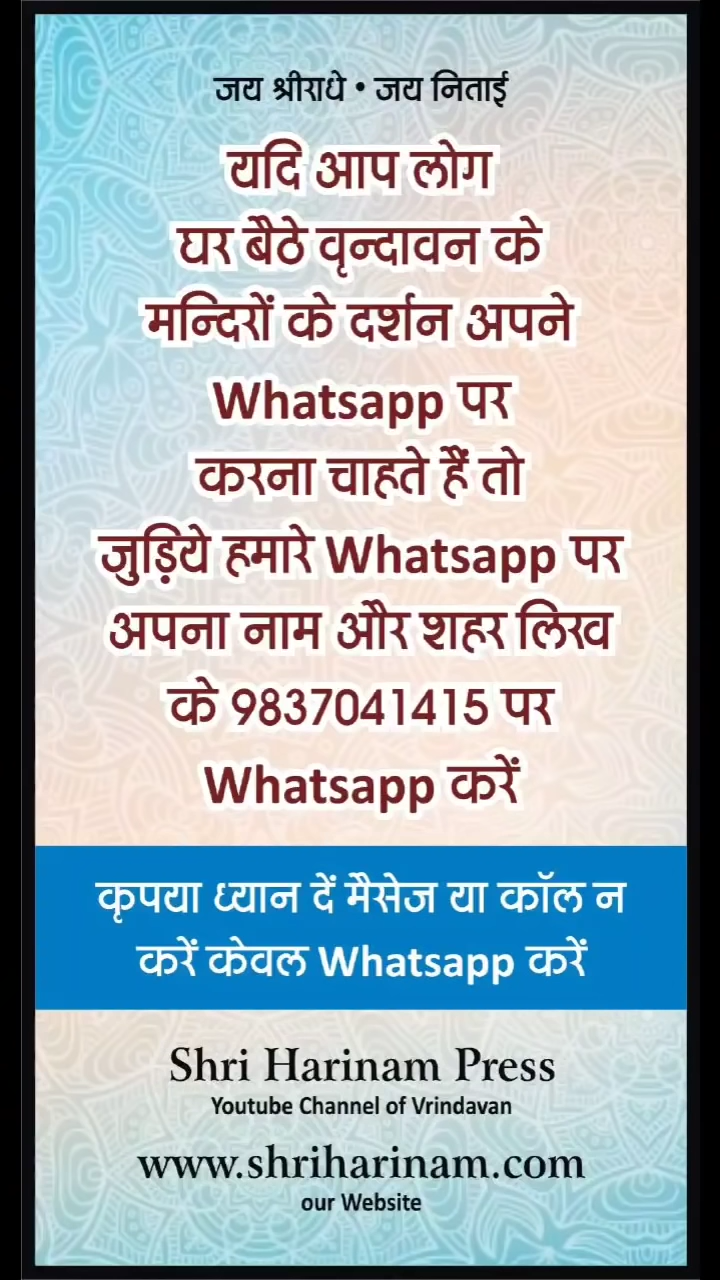 जय श्रीराधे • जय निताई
यदि आप लोग
घर बैठे वृन्दावन के
मन्दिरों के दर्शन अपने
Whatsapp पर
करना चाहते हैं तो
जुड़िये हमारे Whatsapp पर
अपना नाम और शहर लिख
के 9837041415 पर
Whatsapp करें
कृपया ध्यान दें मैसेज या कॉल न
करें केवल Whatsapp करें
Shri Harinam Press
Youtube Channel of Vrindavan
www.shriharinam.com
our Website